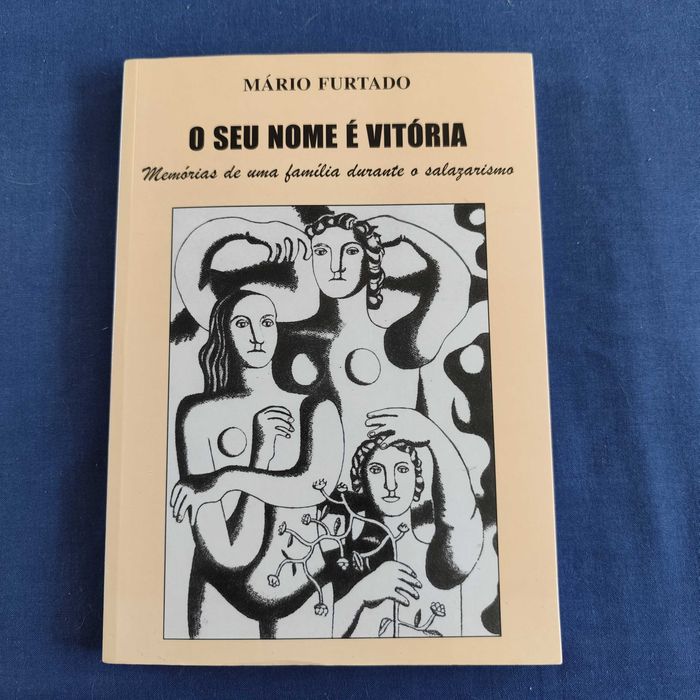 MÁRIO FURTADO
O SEU NOME É VITÓRIA
Memórias de uma família durante o salazarismo